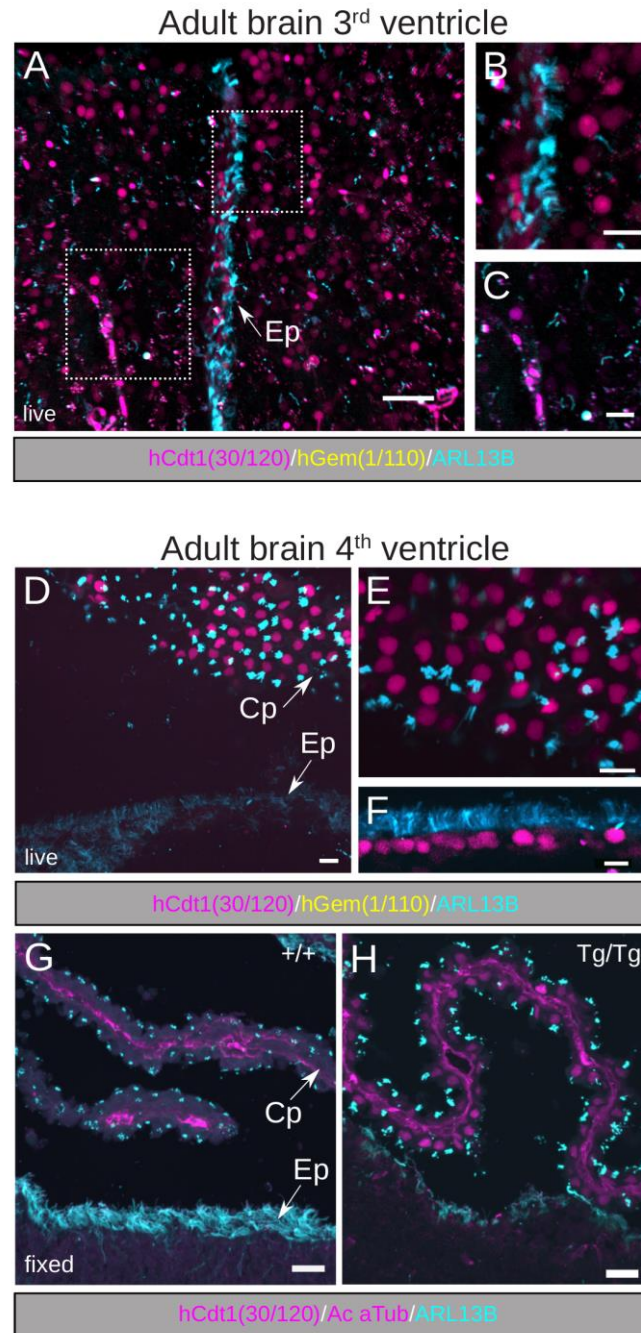 Adult brain 3rd ventricle
A
B
Ep
C
live
hCdt1(30/120)/hGem(1/110)/ARL13B
Adult brain 4th ventricle
D
E
Cp
Ep
F
live
hCdt1(30/120)/hGem(1/110)/ARL13B
G
+/+
H
Tg/Tg
Cp
Ep
fixed
hCdt1(30/120)/Ac aTub/ARL13B